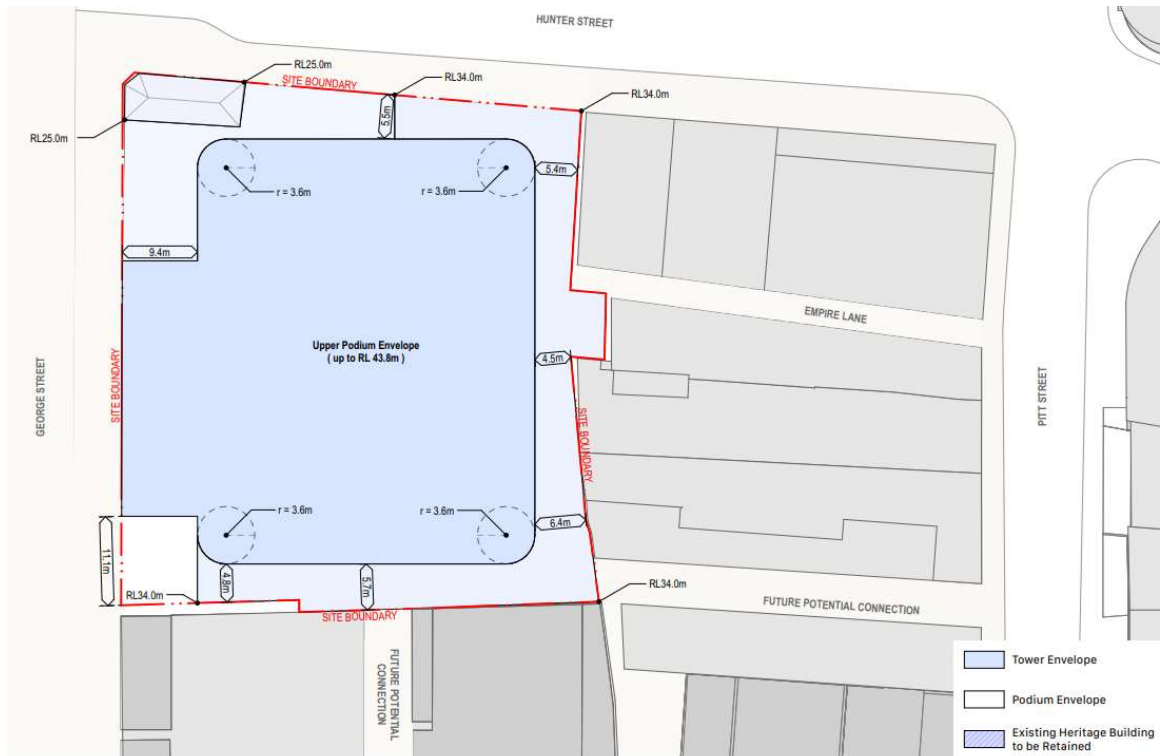 HUNTER STREET
RL25.0m
SITE BOUNDARY
RL34.0m
RL34.0m
5.5m
RL25.0m
5.4m
r = 3.6m
r = 3.6m
9.4m
EMPIRE LANE
Upper Podium Envelope
( up to RL 43.8m )
4.5m
GEORGE STREET
SITE BOUNDARY
PITT STREET
SITE BOUNDARY
r = 3.6m
r = 3.6m
6.4m
11.1m
4.8m
5.7m
RL34.0m
RL34.0m
SITE BOUNDARY
FUTURE POTENTIAL CONNECTION
FUTURE POTENTIAL
CONNECTION
Tower Envelope
Podium Envelope
Existing Heritage Building
to be Retained